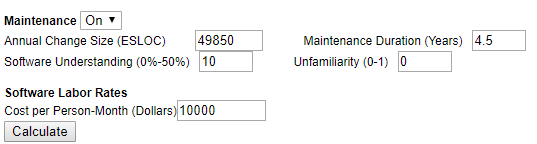 Maintenance On ▼
Annual Change Size (ESLOC) 49850 Maintenance Duration (Years) 4.5
Software Understanding (0%-50%) 10 Unfamiliarity (0-1) 0
Software Labor Rates
Cost per Person-Month (Dollars) 10000
Calculate